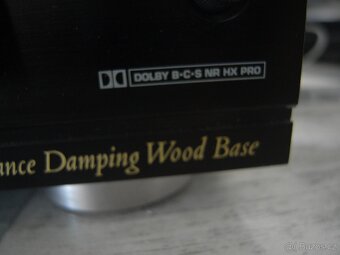 DOLBY B·C·S NR HX PRO
ance Damping Wood Base